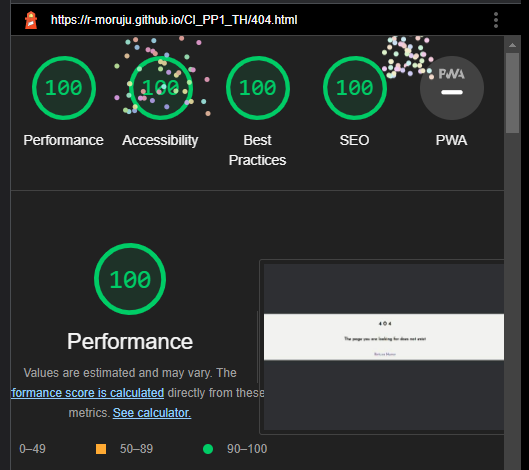 https://r-moruju.github.io/CI_PP1_TH/404.html
100 100 100 100 PWA
Performance Accessibility Best Practices SEO PWA
100
Performance
Values are estimated and may vary. The
formance score is calculated directly from these
metrics. See calculator.
0–49 50–89 90–100
404
The page you are looking for does not exist
Return Home